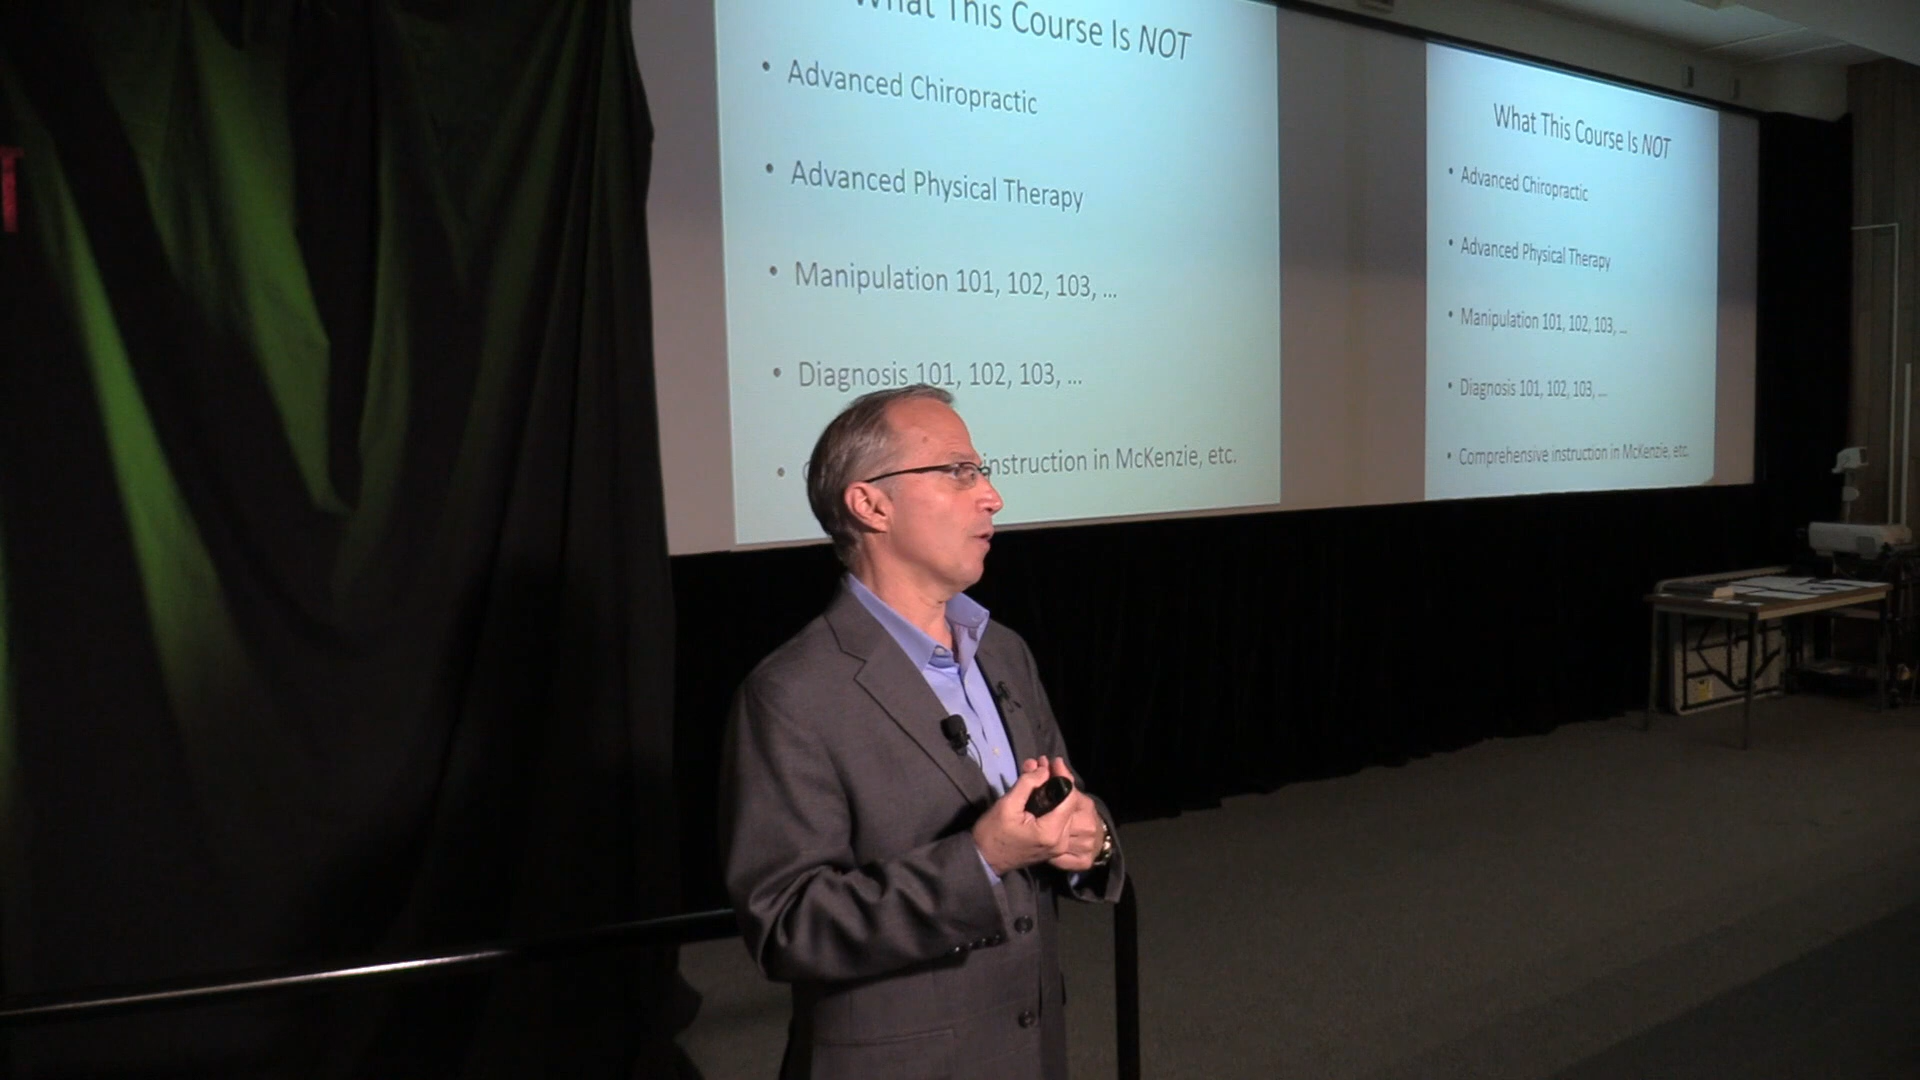 What This Course Is NOT
• Advanced Chiropractic
• Advanced Physical Therapy
• Manipulation 101, 102, 103, ...
• Diagnosis 101, 102, 103, ...
• instruction in McKenzie, etc.
What This Course Is NOT
• Advanced Chiropractic
• Advanced Physical Therapy
• Manipulation 101, 102, 103, ...
• Diagnosis 101, 102, 103, ...
• Comprehensive instruction in McKenzie, etc.